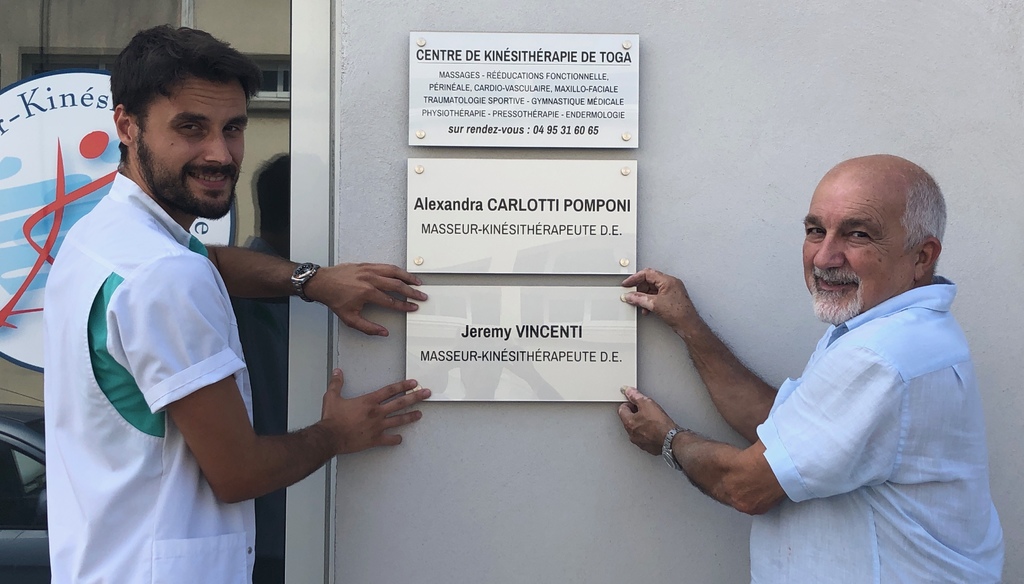 r-Kinés
CENTRE DE KINÉSITHÉRAPIE DE TOGA
MASSAGES - RÉÉDUCATIONS FONCTIONNELLE,
PÉRINÉALE, CARDIO-VASCULAIRE, MAXILLO-FACIALE
TRAUMATOLOGIE SPORTIVE - GYMNASTIQUE MÉDICALE
PHYSIOTHÉRAPIE - PRESSOTHÉRAPIE - ENDERMOLOGIE
sur rendez-vous : 04 95 31 60 65
Alexandra CARLOTTI POMPONI
MASSEUR-KINÉSITHÉRAPEUTE D.E.
Jeremy VINCENTI
MASSEUR-KINÉSITHÉRAPEUTE D.E.